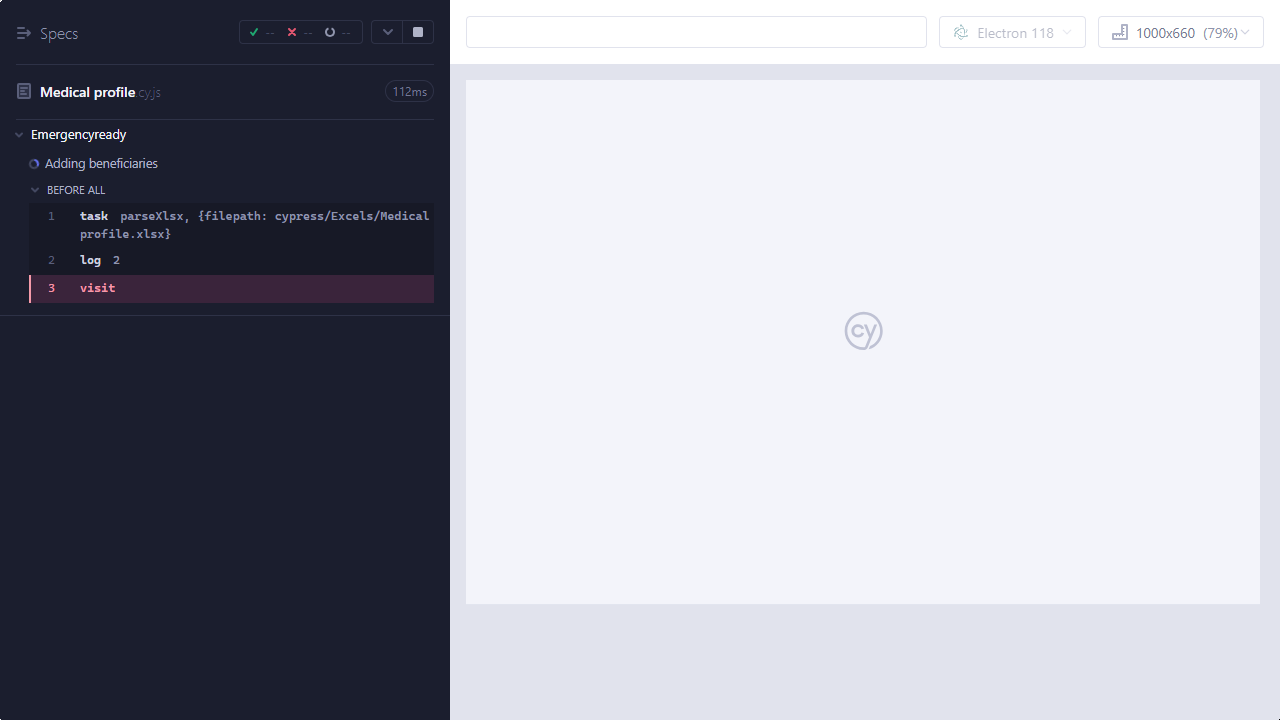 Specs
--
--
--
Electron 118
1000x660 (79%)
Medical profile.cy.js
112ms
Emergencyready
Adding beneficiaries
BEFORE ALL
1 task parseXlsx, {filepath: cypress/Excels/Medical
profile.xlsx}
2 log 2
3 visit
cy